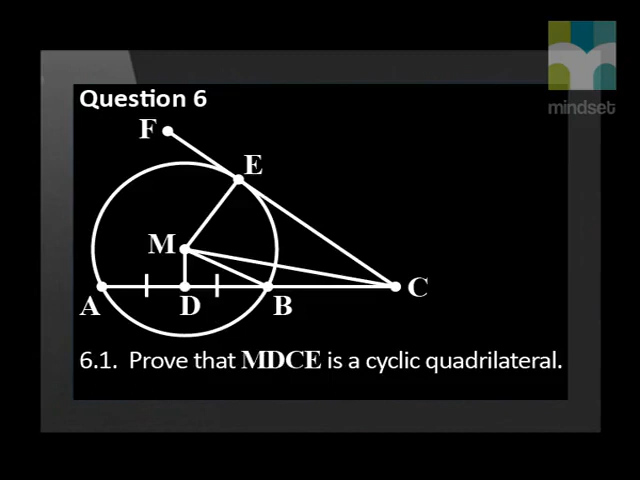 mindset
Question 6
F
E
M
A
D
B
C
6.1. Prove that MDCE is a cyclic quadrilateral.